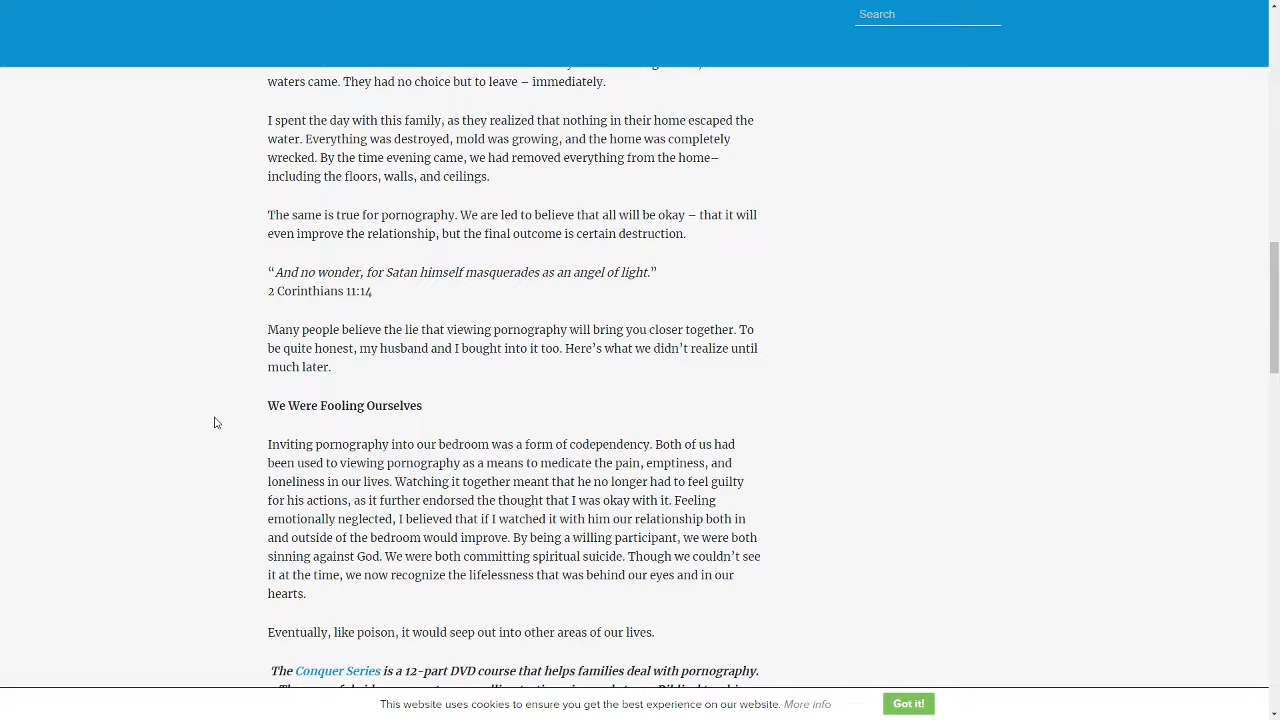 Search
waters came. They had no choice but to leave – immediately.
I spent the day with this family, as they realized that nothing in their home escaped the
water. Everything was destroyed, mold was growing, and the home was completely
wrecked. By the time evening came, we had removed everything from the home–
including the floors, walls, and ceilings.
The same is true for pornography. We are led to believe that all will be okay – that it will
even improve the relationship, but the final outcome is certain destruction.
“And no wonder, for Satan himself masquerades as an angel of light.”
2 Corinthians 11:14
Many people believe the lie that viewing pornography will bring you closer together. To
be quite honest, my husband and I bought into it too. Here’s what we didn’t realize until
much later.
We Were Fooling Ourselves
Inviting pornography into our bedroom was a form of codependency. Both of us had
been used to viewing pornography as a means to medicate the pain, emptiness, and
loneliness in our lives. Watching it together meant that he no longer had to feel guilty
for his actions, as it further endorsed the thought that I was okay with it. Feeling
emotionally neglected, I believed that if I watched it with him our relationship both in
and outside of the bedroom would improve. By being a willing participant, we were both
sinning against God. We were both committing spiritual suicide. Though we couldn’t see
it at the time, we now recognize the lifelessness that was behind our eyes and in our
hearts.
Eventually, like poison, it would seep out into other areas of our lives.
The Conquer Series is a 12-part DVD course that helps families deal with pornography.
This website uses cookies to ensure you get the best experience on our website. More info
Got it!